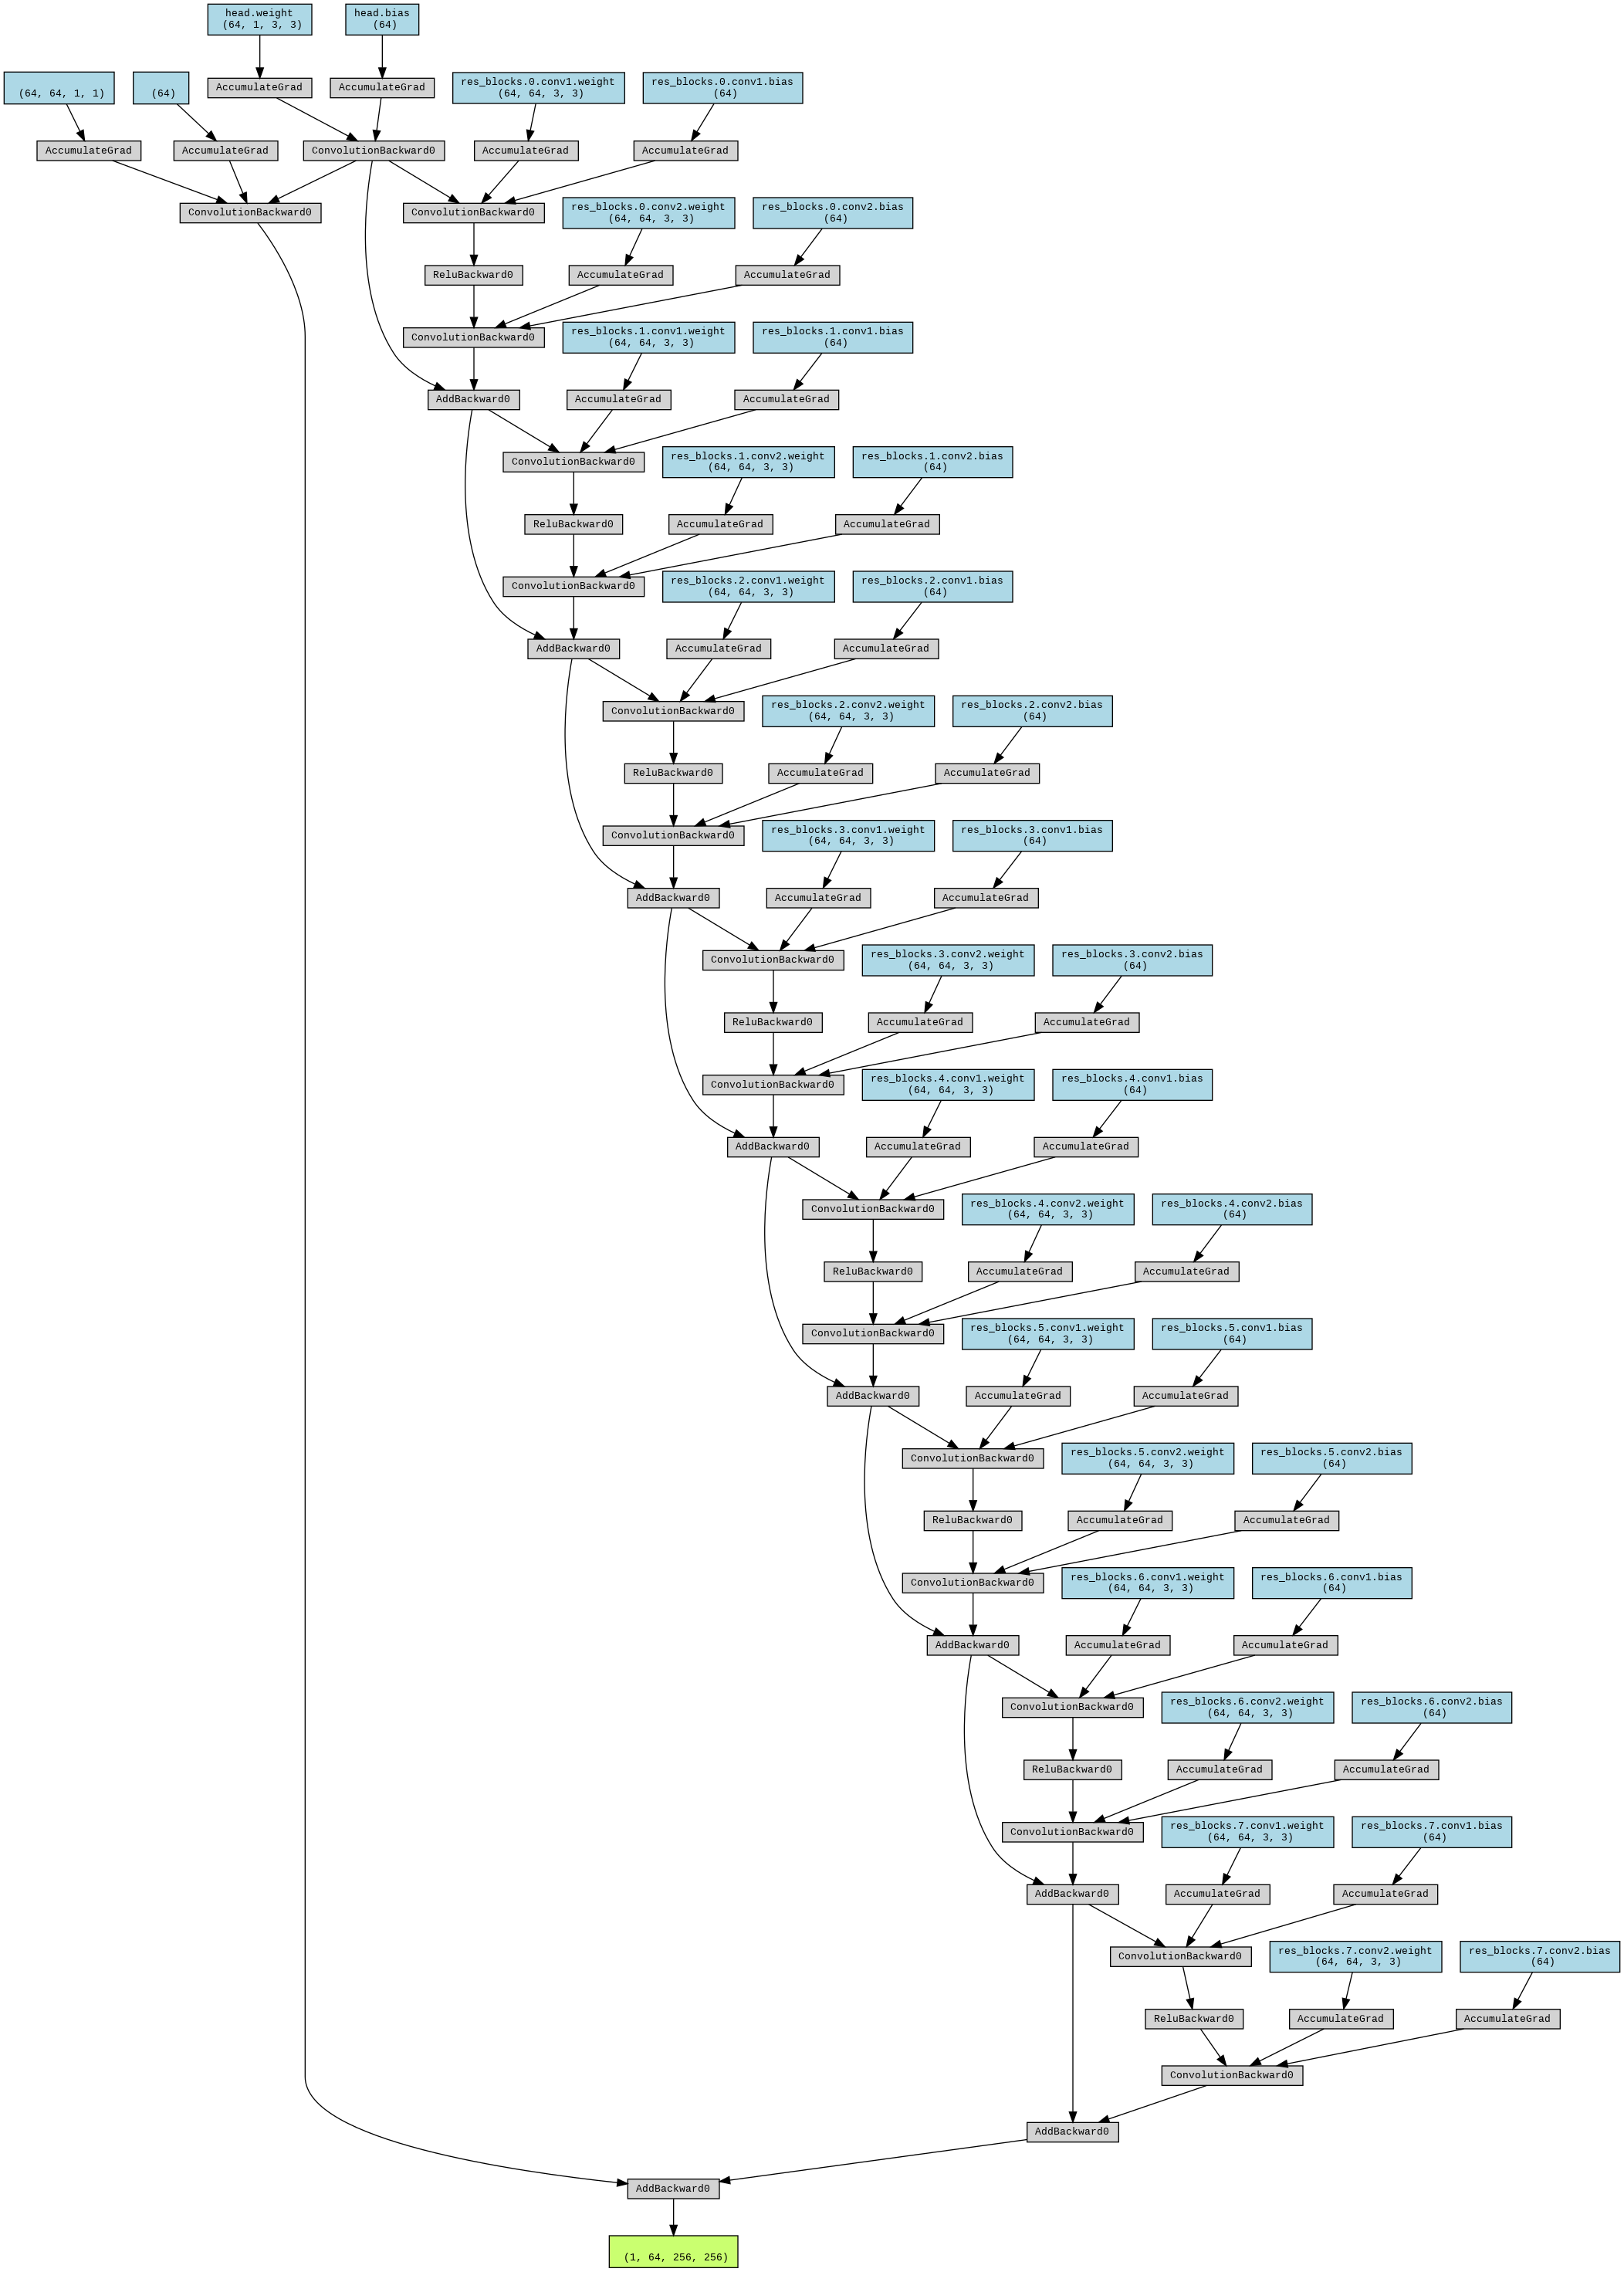 head.weight
(64, 1, 3, 3)
head.bias
(64)
(64, 64, 1, 1)
(64)
AccumulateGrad
AccumulateGrad
res_blocks.0.conv1.weight
(64, 64, 3, 3)
res_blocks.0.conv1.bias
(64)
AccumulateGrad
AccumulateGrad
ConvolutionBackward0
AccumulateGrad
AccumulateGrad
ConvolutionBackward0
ConvolutionBackward0
res_blocks.0.conv2.weight
(64, 64, 3, 3)
res_blocks.0.conv2.bias
(64)
ReluBackward0
AccumulateGrad
AccumulateGrad
ConvolutionBackward0
res_blocks.1.conv1.weight
(64, 64, 3, 3)
res_blocks.1.conv1.bias
(64)
AddBackward0
AccumulateGrad
AccumulateGrad
ConvolutionBackward0
res_blocks.1.conv2.weight
(64, 64, 3, 3)
res_blocks.1.conv2.bias
(64)
ReluBackward0
AccumulateGrad
AccumulateGrad
ConvolutionBackward0
res_blocks.2.conv1.weight
(64, 64, 3, 3)
res_blocks.2.conv1.bias
(64)
AddBackward0
AccumulateGrad
AccumulateGrad
ConvolutionBackward0
res_blocks.2.conv2.weight
(64, 64, 3, 3)
res_blocks.2.conv2.bias
(64)
ReluBackward0
AccumulateGrad
AccumulateGrad
ConvolutionBackward0
res_blocks.3.conv1.weight
(64, 64, 3, 3)
res_blocks.3.conv1.bias
(64)
AddBackward0
AccumulateGrad
AccumulateGrad
ConvolutionBackward0
res_blocks.3.conv2.weight
(64, 64, 3, 3)
res_blocks.3.conv2.bias
(64)
ReluBackward0
AccumulateGrad
AccumulateGrad
ConvolutionBackward0
res_blocks.4.conv1.weight
(64, 64, 3, 3)
res_blocks.4.conv1.bias
(64)
AddBackward0
AccumulateGrad
AccumulateGrad
ConvolutionBackward0
res_blocks.4.conv2.weight
(64, 64, 3, 3)
res_blocks.4.conv2.bias
(64)
ReluBackward0
AccumulateGrad
AccumulateGrad
ConvolutionBackward0
res_blocks.5.conv1.weight
(64, 64, 3, 3)
res_blocks.5.conv1.bias
(64)
AddBackward0
AccumulateGrad
AccumulateGrad
ConvolutionBackward0
res_blocks.5.conv2.weight
(64, 64, 3, 3)
res_blocks.5.conv2.bias
(64)
ReluBackward0
AccumulateGrad
AccumulateGrad
ConvolutionBackward0
res_blocks.6.conv1.weight
(64, 64, 3, 3)
res_blocks.6.conv1.bias
(64)
AddBackward0
AccumulateGrad
AccumulateGrad
ConvolutionBackward0
res_blocks.6.conv2.weight
(64, 64, 3, 3)
res_blocks.6.conv2.bias
(64)
ReluBackward0
AccumulateGrad
AccumulateGrad
ConvolutionBackward0
res_blocks.7.conv1.weight
(64, 64, 3, 3)
res_blocks.7.conv1.bias
(64)
AddBackward0
AccumulateGrad
AccumulateGrad
ConvolutionBackward0
res_blocks.7.conv2.weight
(64, 64, 3, 3)
res_blocks.7.conv2.bias
(64)
ReluBackward0
AccumulateGrad
AccumulateGrad
ConvolutionBackward0
AddBackward0
AddBackward0
(1, 64, 256, 256)